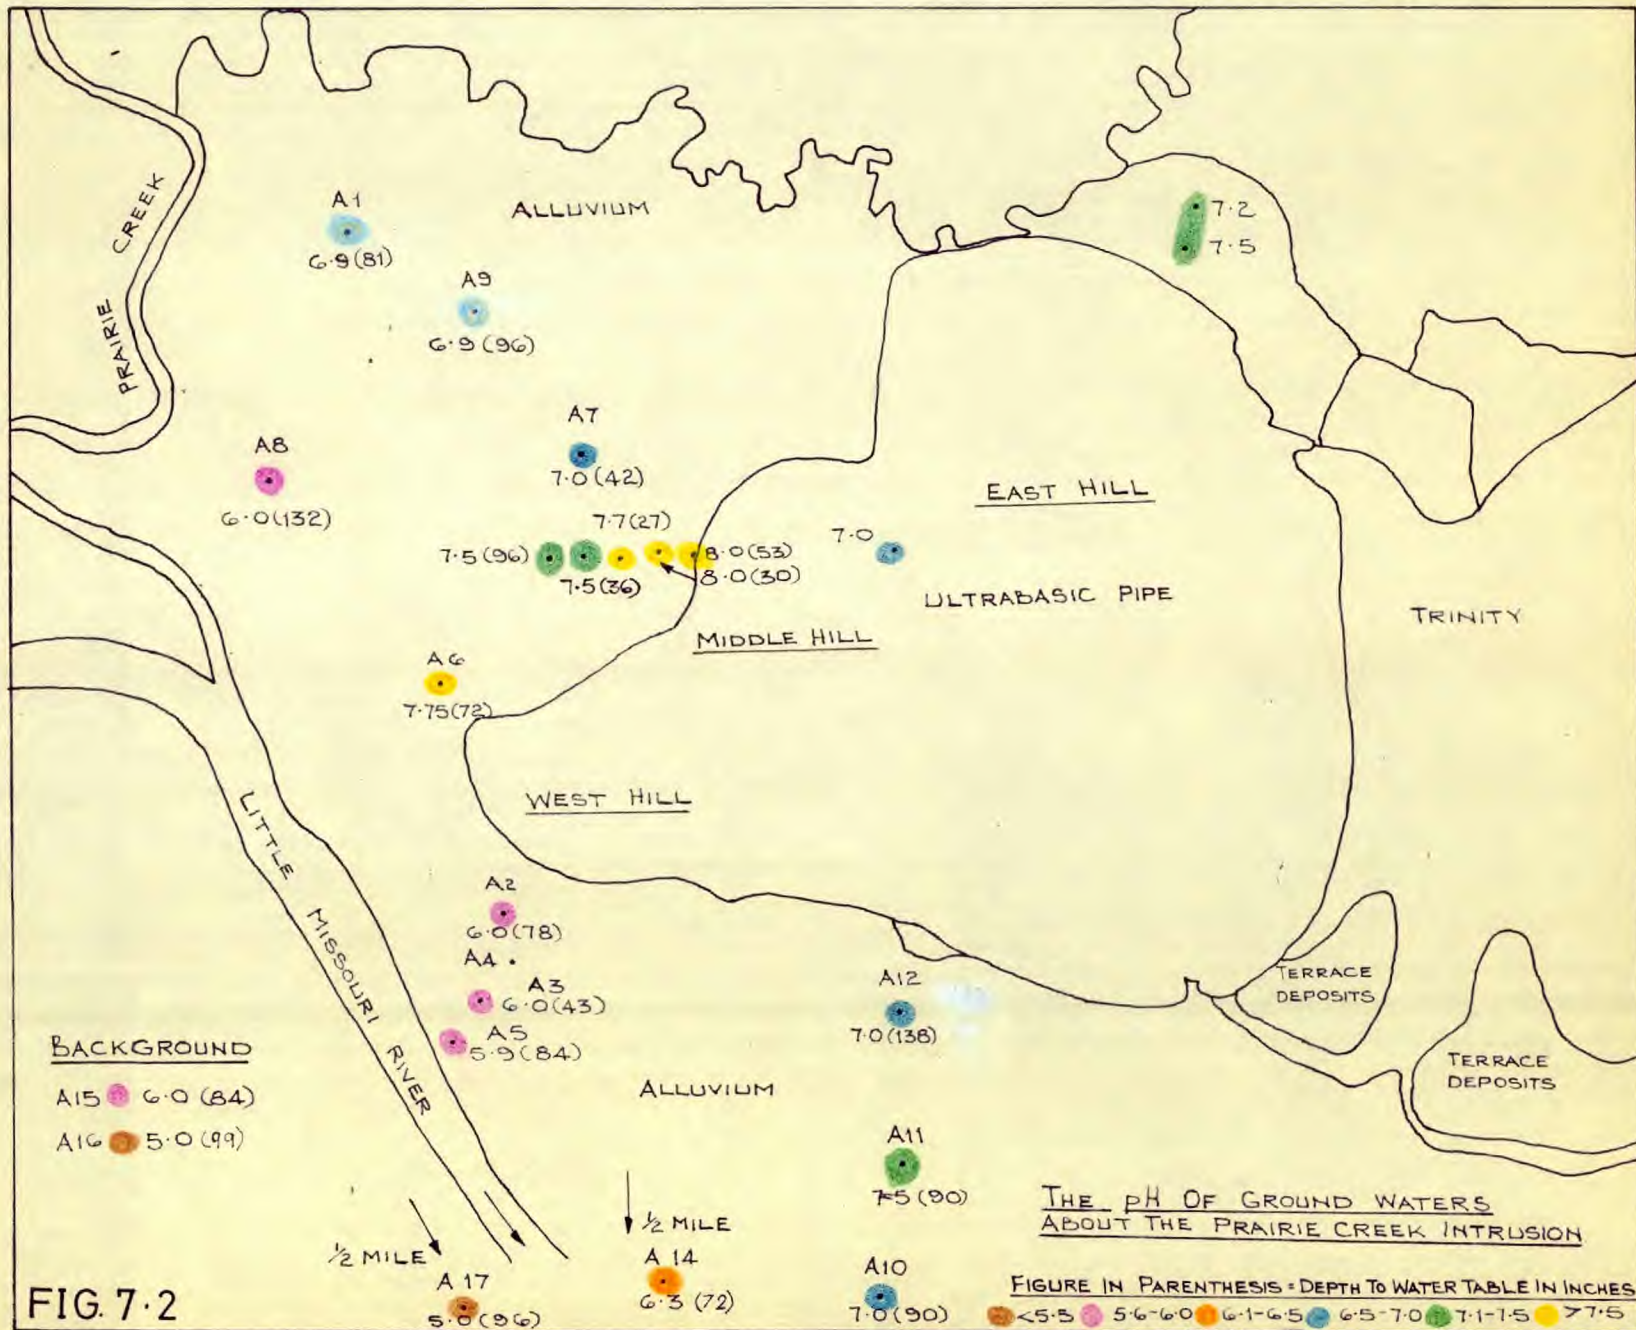 PRAIRIE CREEK
A1
6.9(81)
ALLUVIUM
7.2
7.5
A9
6.9(96)
A7
7.0(42)
A8
6.0(132)
EAST HILL
7.7(27)
7.0
7.5(96)
8.0(53)
7.5(36)
8.0(30)
ULTRABASIC PIPE
TRINITY
MIDDLE HILL
A6
7.75(72)
WEST HILL
LITTLE MISSOURI RIVER
A2
6.0(78)
A4
A3
6.0(43)
A5
5.9(84)
A12
7.0(138)
TERRACE
DEPOSITS
TERRACE
DEPOSITS
BACKGROUND
A15 6.0 (84)
A16 5.0 (99)
ALLUVIUM
A11
7.5(90)
THE pH OF GROUND WATERS
ABOUT THE PRAIRIE CREEK INTRUSION
1/2 MILE
1/2 MILE
A 17
5.0(96)
A 14
6.3 (72)
A10
7.0(90)
FIGURE IN PARENTHESIS = DEPTH TO WATER TABLE IN INCHES
<5.5 5.6-6.0 6.1-6.5 6.5-7.0 7.1-7.5 >7.5
FIG. 7.2